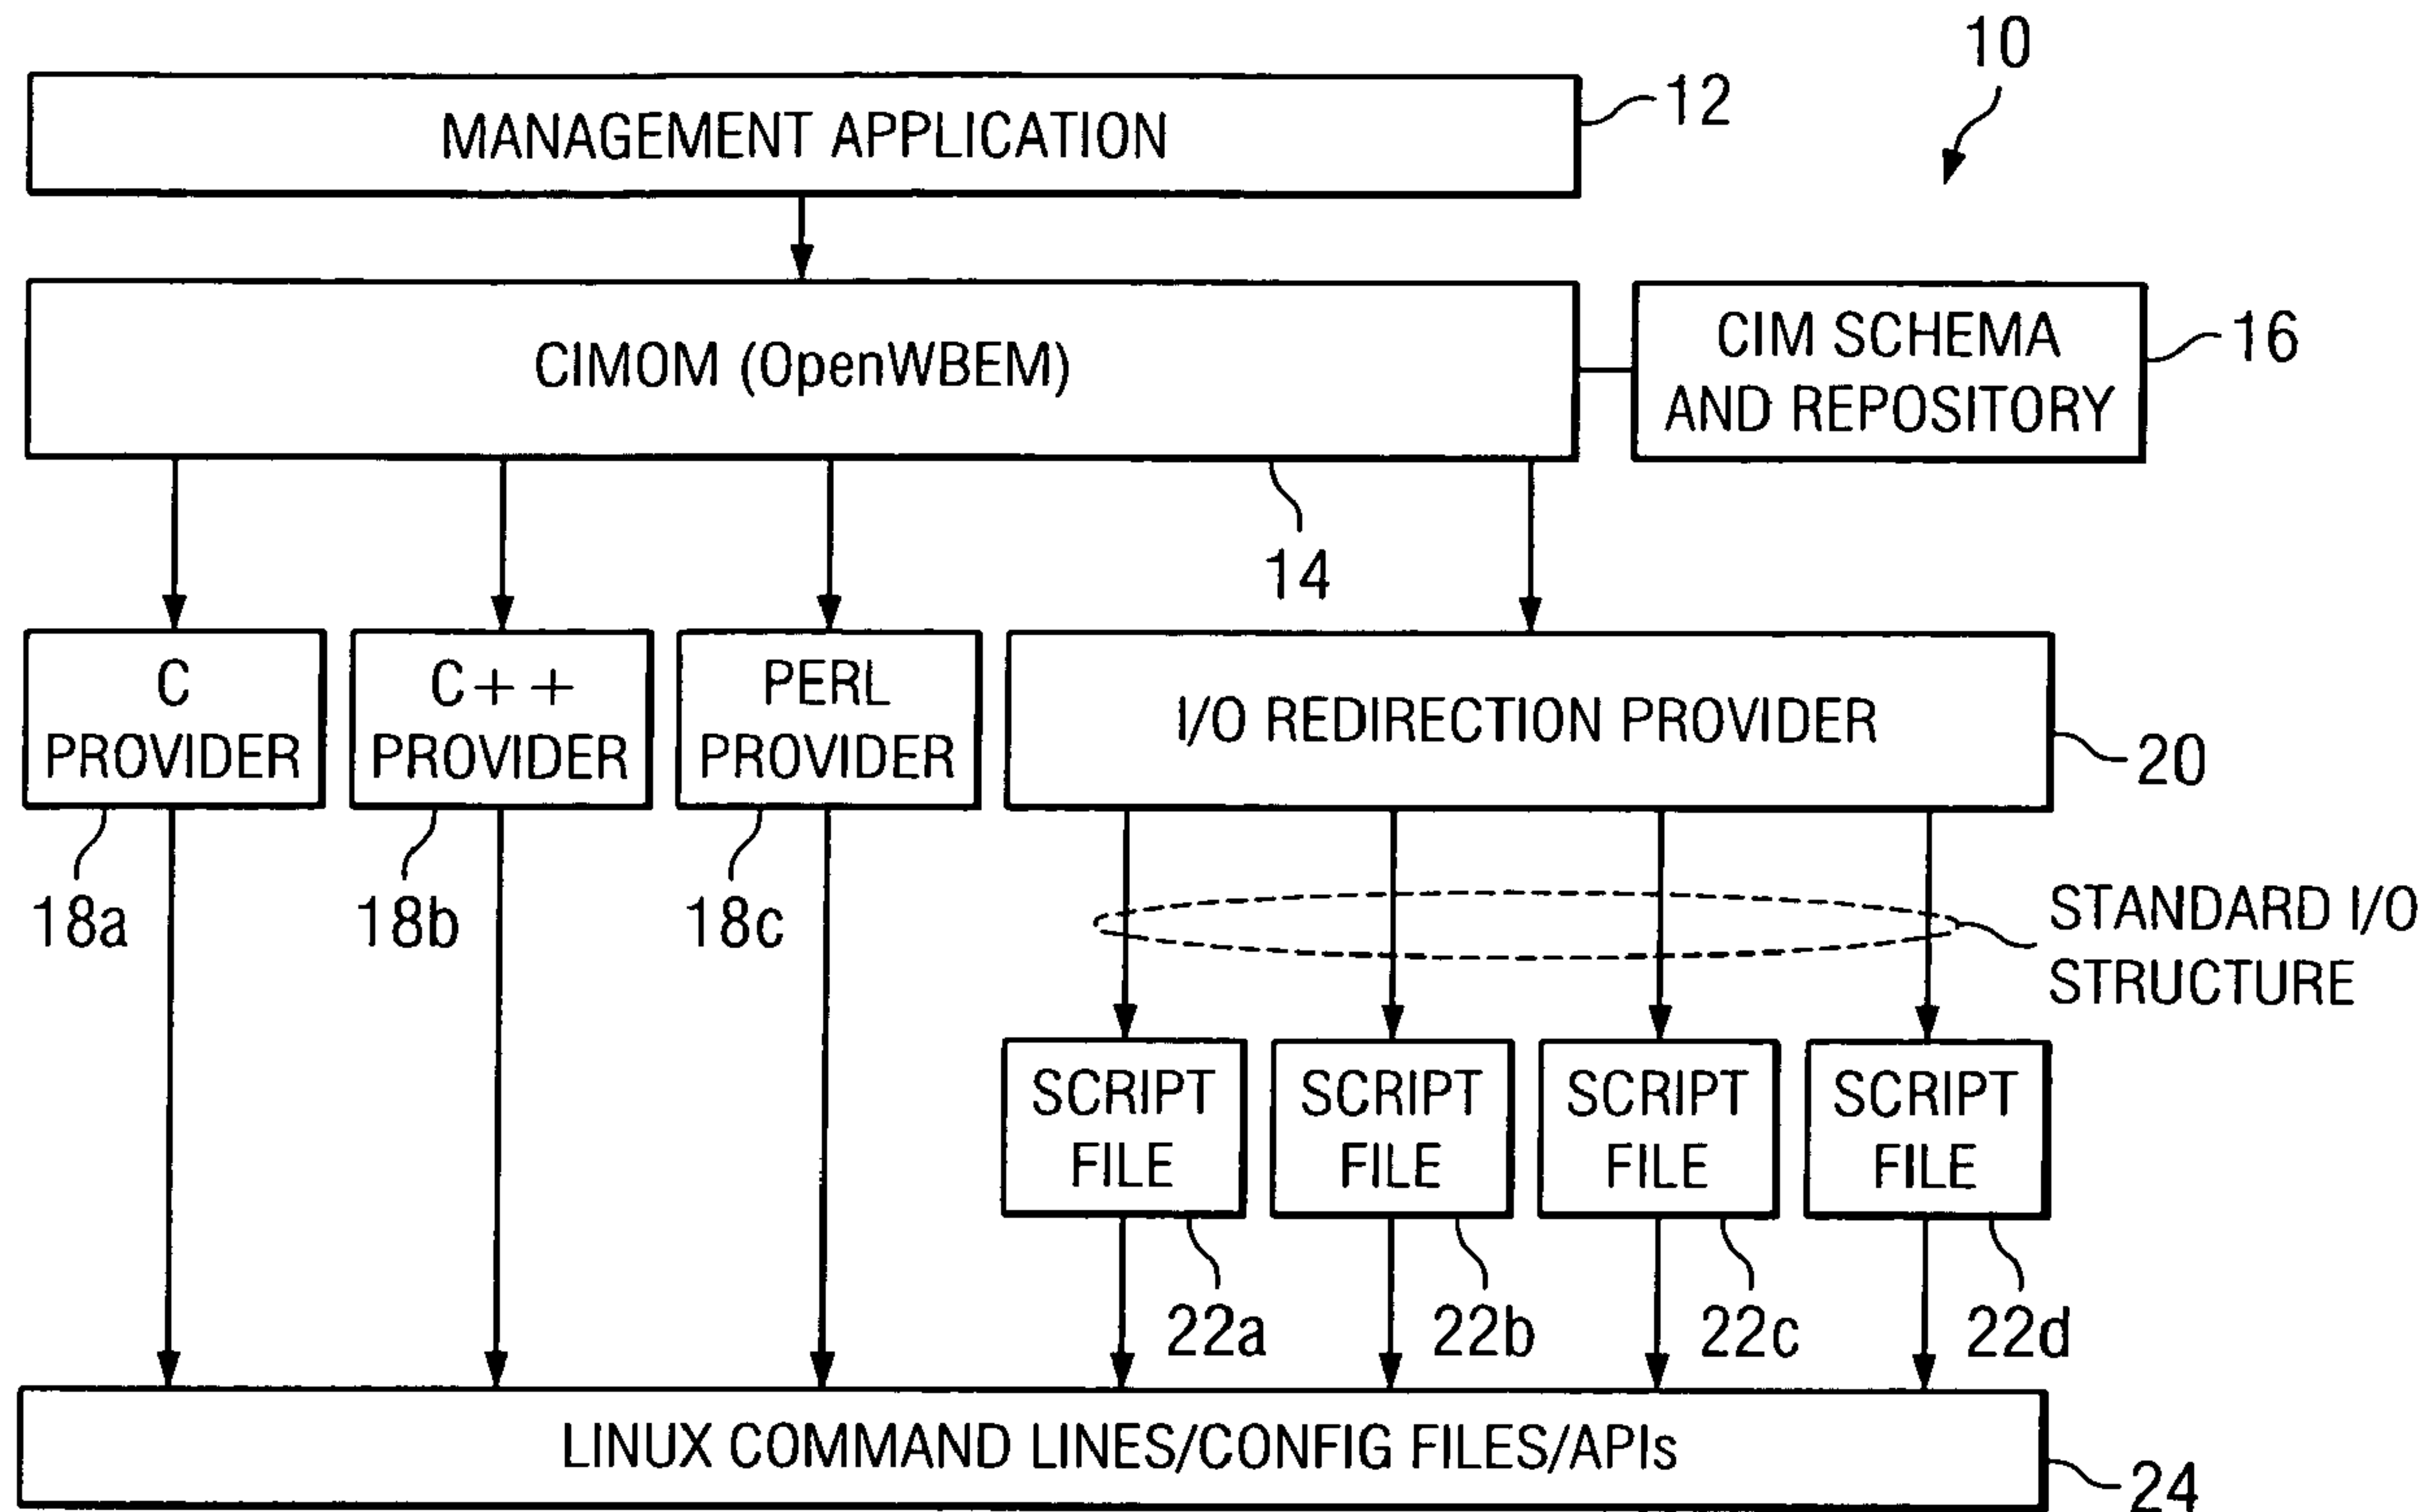 10
MANAGEMENT APPLICATION
12
CIMOM (OpenWBEM)
CIM SCHEMA
AND REPOSITORY
16
14
C
PROVIDER
C++
PROVIDER
PERL
PROVIDER
I/O REDIRECTION PROVIDER
20
18a
18b
18c
STANDARD I/O
STRUCTURE
SCRIPT
FILE
SCRIPT
FILE
SCRIPT
FILE
SCRIPT
FILE
22a
22b
22c
22d
LINUX COMMAND LINES/CONFIG FILES/APIs
24